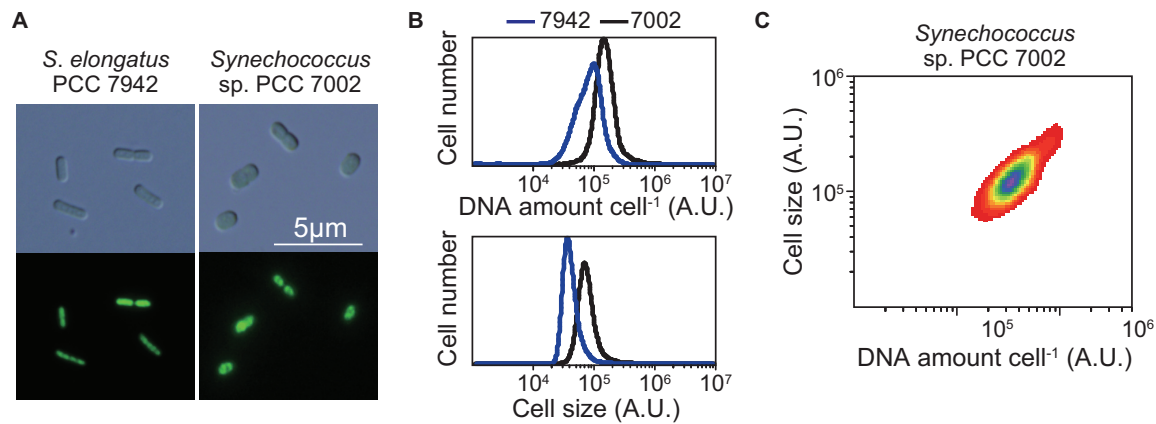 A
S. elongatus
PCC 7942
Synechococcus
sp. PCC 7002
5µm
B
7942 7002
Cell number
10⁴ 10⁵ 10⁶ 10⁷
DNA amount cell⁻¹ (A.U.)
Cell number
10⁴ 10⁵ 10⁶ 10⁷
Cell size (A.U.)
C
Synechococcus
sp. PCC 7002
10⁶
10⁵
Cell size (A.U.)
10⁵ 10⁶
DNA amount cell⁻¹ (A.U.)